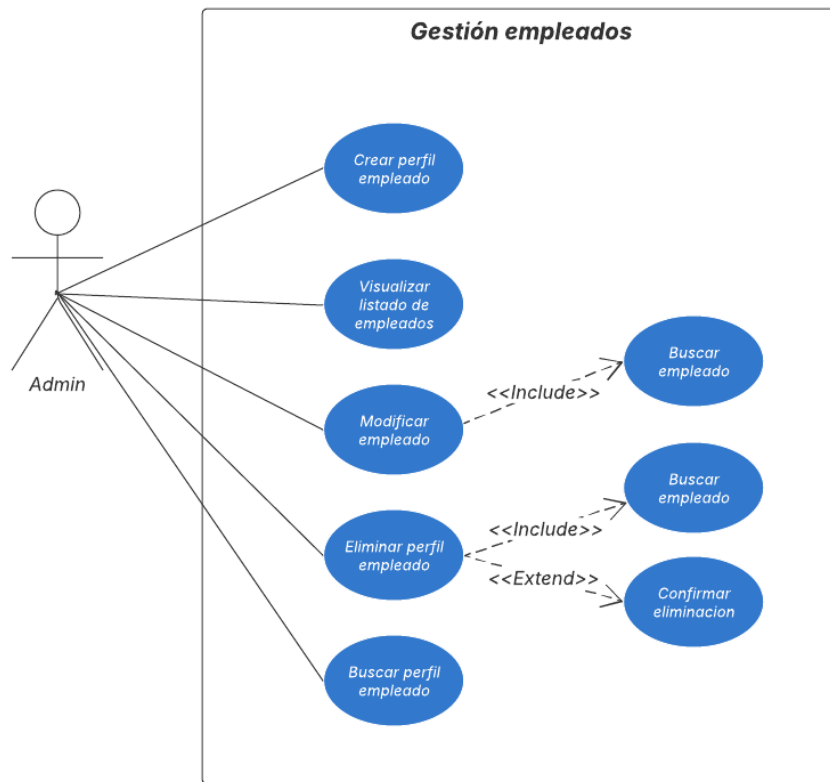 Gestión empleados
Crear perfil
empleado
Visualizar
listado de
empleados
Buscar
empleado
Admin
<<Include>>
Modificar
empleado
Buscar
empleado
<<Include>>
Eliminar perfil
empleado
<<Extend>>
Confirmar
eliminacion
Buscar perfil
empleado